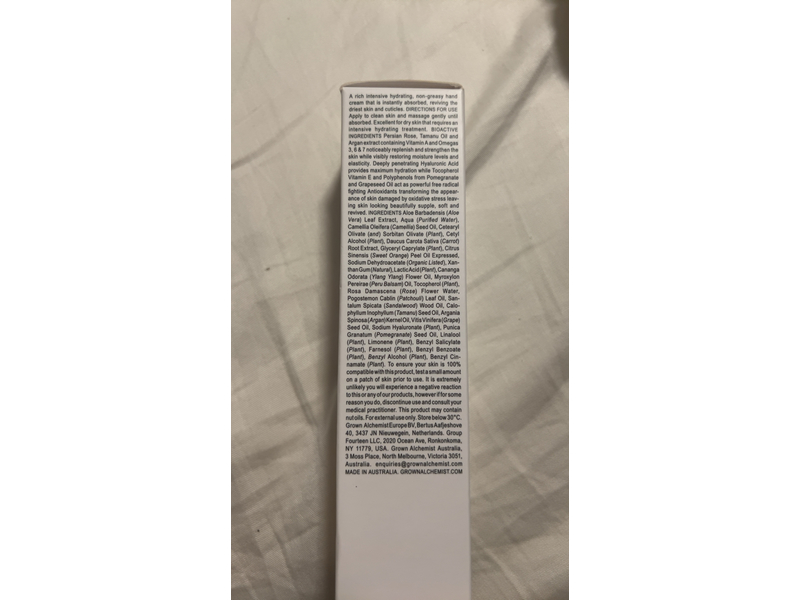 A rich intensive hydrating, non-greasy hand
cream that is instantly absorbed, reviving the
driest skin and cuticles. DIRECTIONS FOR USE
Apply to clean skin and massage gently until
absorbed. Excellent for dry skin that requires an
intensive hydrating treatment. BIOACTIVE
INGREDIENTS Persian Rose, Tamanu Oil and
Argan extract containing Vitamin A and Omegas
3, 6 & 7 noticeably replenish and strengthen the
skin while visibly restoring moisture levels and
elasticity. Deeply penetrating Hyaluronic Acid
provides maximum hydration while Tocopherol
Vitamin E and Polyphenols from Pomegranate
and Grapeseed Oil act as powerful free radical
fighting Antioxidants transforming the appear-
ance of skin damaged by oxidative stress leav-
ing skin looking beautifully supple, soft and
revived. INGREDIENTS Aloe Barbadensis (Aloe
Vera) Leaf Extract, Aqua (Purified Water),
Camellia Oleifera (Camellia) Seed Oil, Cetearyl
Olivate (and) Sorbitan Olivate (Plant), Cetyl
Alcohol (Plant), Daucus Carota Sativa (Carrot)
Root Extract, Glyceryl Caprylate (Plant), Citrus
Sinensis (Sweet Orange) Peel Oil Expressed,
Sodium Dehydroacetate (Organic Listed), Xan-
than Gum (Natural), Lactic Acid (Plant), Cananga
Odorata (Ylang Ylang) Flower Oil, Myroxylon
Pereirae (Peru Balsam) Oil, Tocopherol (Plant),
Rosa Damascena (Rose) Flower Water,
Pogostemon Cablin (Patchouli) Leaf Oil, San-
talum Spicata (Sandalwood) Wood Oil, Calo-
phyllum Inophyllum (Tamanu) Seed Oil, Argania
Spinosa (Argan) Kernel Oil, Vitis Vinifera (Grape)
Seed Oil, Sodium Hyaluronate (Plant), Punica
Granatum (Pomegranate) Seed Oil, Linalool
(Plant), Limonene (Plant), Benzyl Salicylate
(Plant), Farnesol (Plant), Benzyl Benzoate
(Plant), Benzyl Alcohol (Plant), Benzyl Cin-
namate (Plant). To ensure your skin is 100%
compatible with this product, test a small amount
on a patch of skin prior to use. It is extremely
unlikely you will experience a negative reaction
to this or any of our products, however if for some
reason you do, discontinue use and consult your
medical practitioner. This product may contain
nut oils. For external use only. Store below 30°C.
Grown Alchemist Europe BV, Bertus Aafjeshove
40, 3437 JN Nieuwegein, Netherlands. Group
Fourteen LLC, 2020 Ocean Ave, Ronkonkoma,
NY 11779, USA. Grown Alchemist Australia,
3 Moss Place, North Melbourne, Victoria 3051,
Australia. enquiries@grownalchemist.com
MADE IN AUSTRALIA. GROWNALCHEMIST.COM